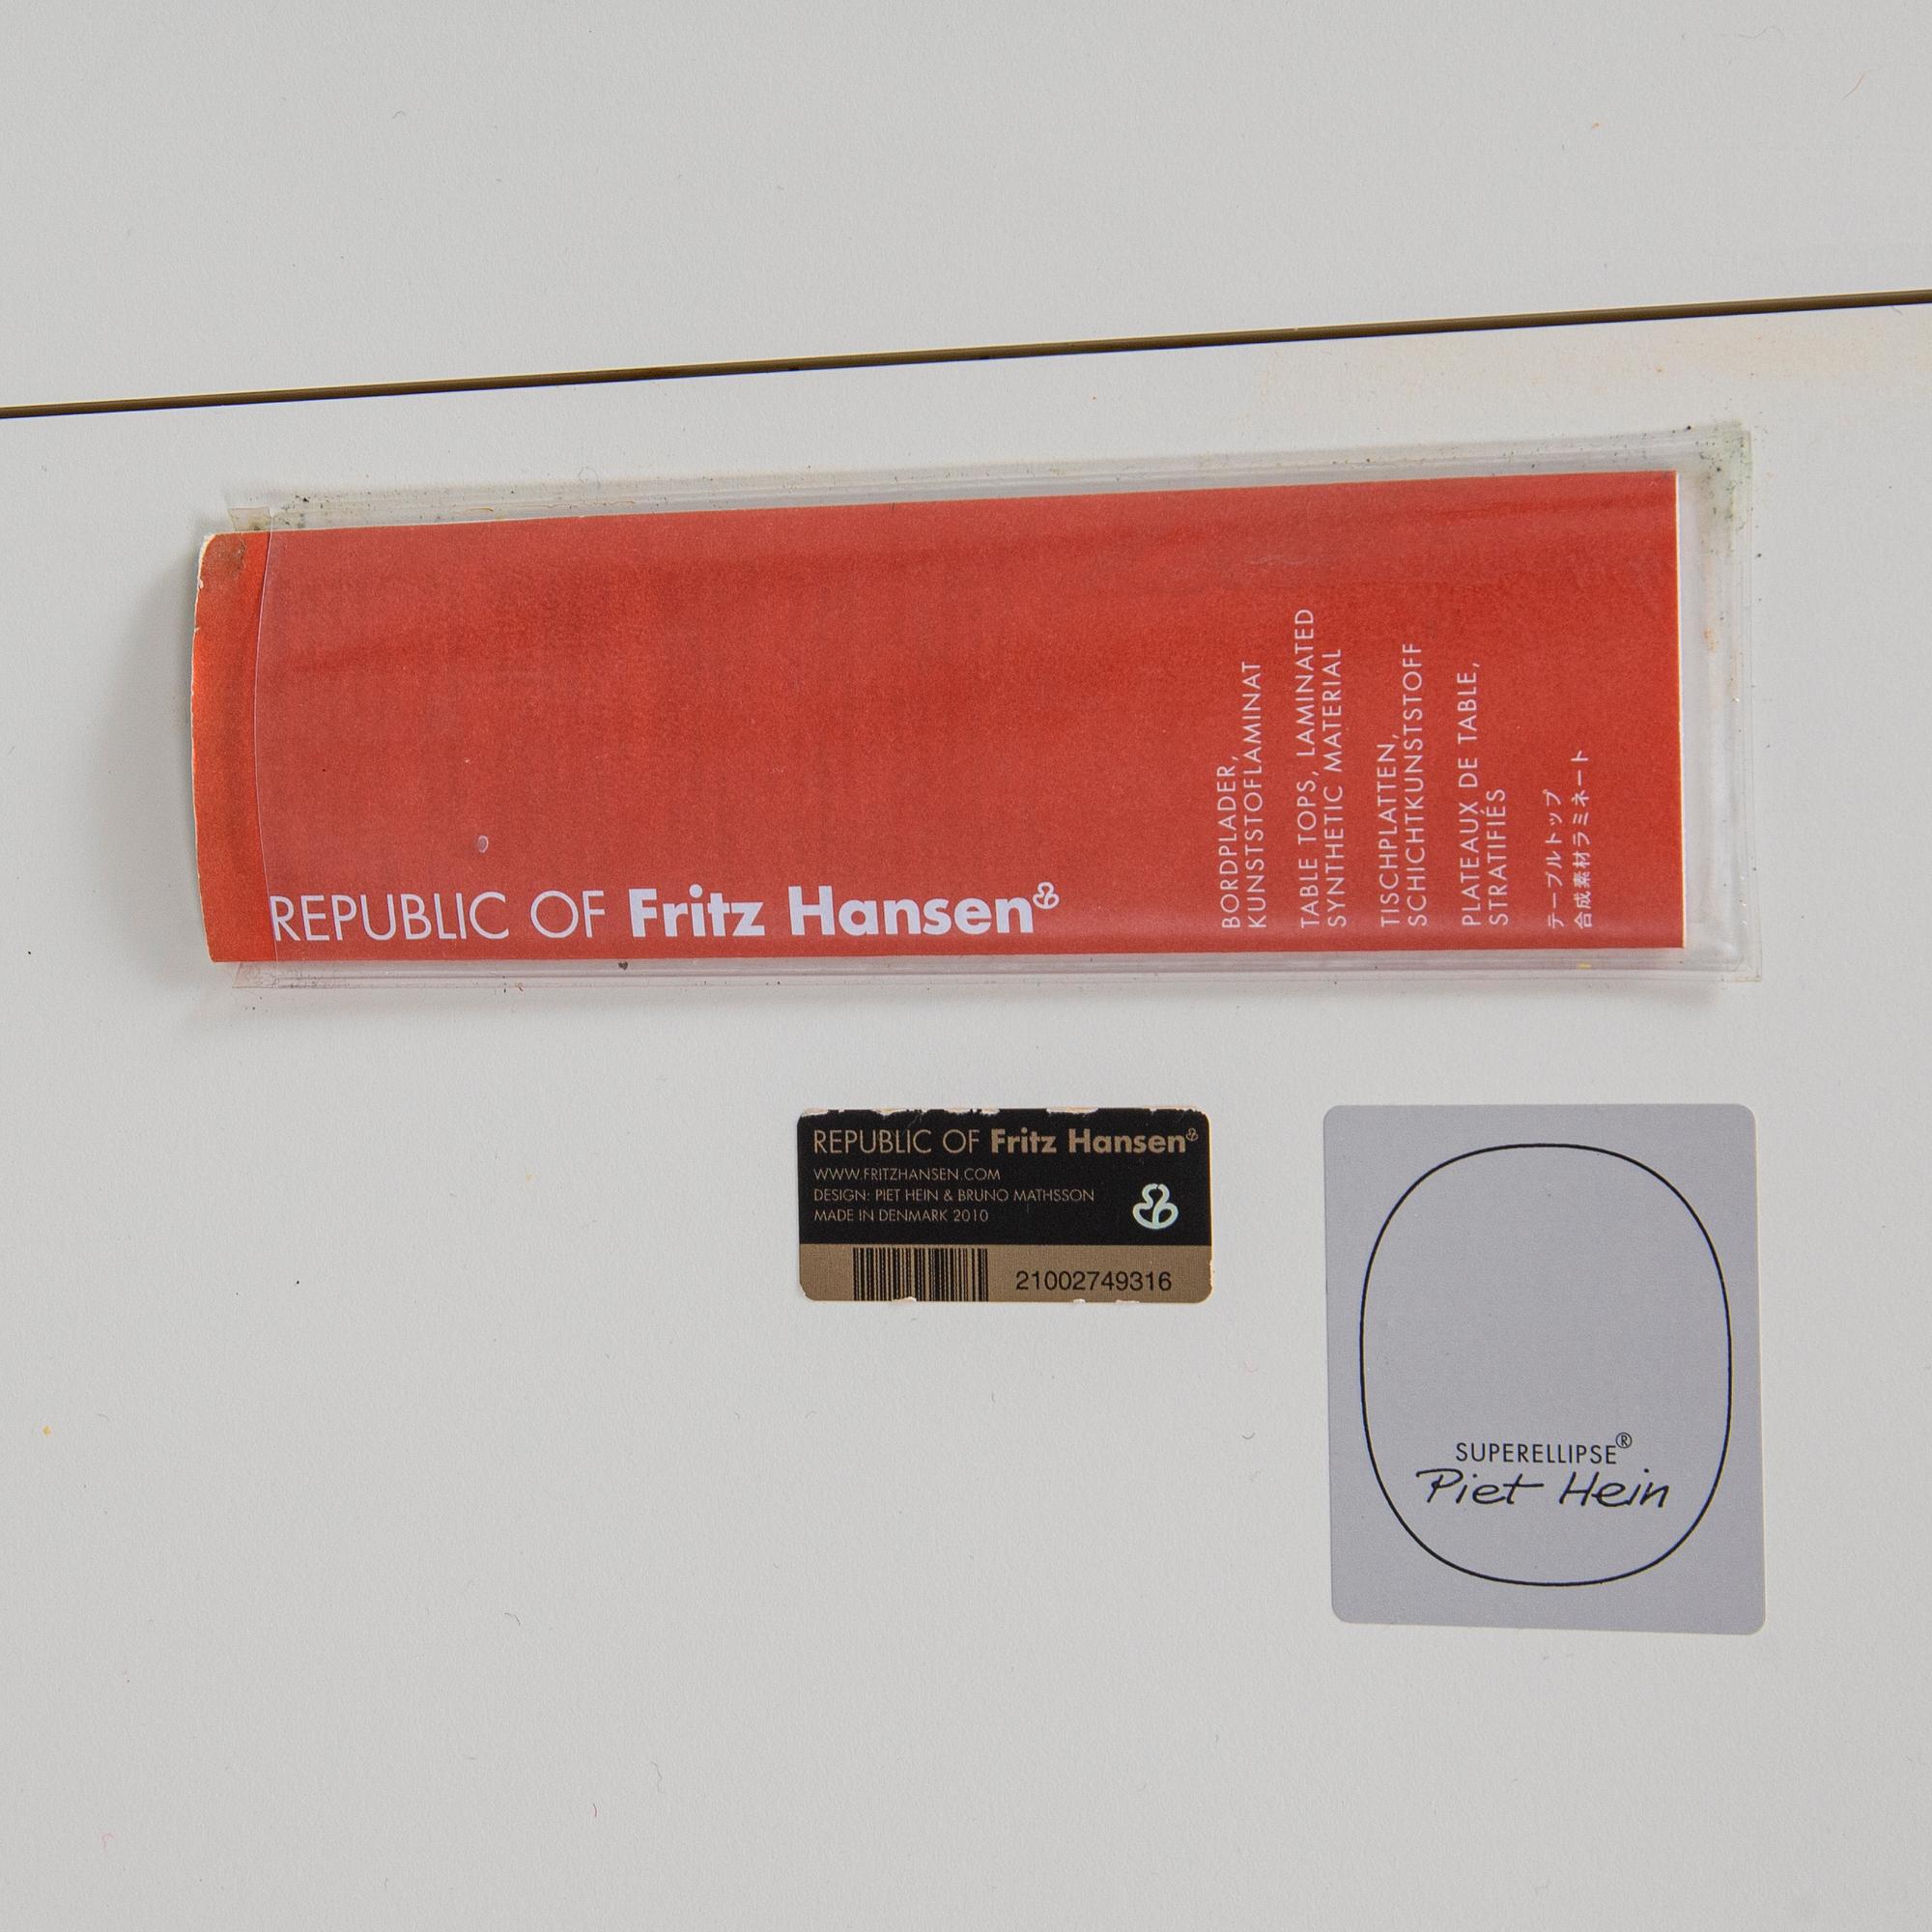 REPUBLIC OF Fritz Hansen
BORDPLADER,
KUNSTSTOFLAMINAT
TABLE TOPS, LAMINATED
SYNTHETIC MATERIAL
TISCHPLATTEN,
SCHICHTKUNSTSTOFF
PLATEAUX DE TABLE,
STRATIFIÉS
テーブルトップ
合成素材ラミネート
REPUBLIC OF Fritz Hansen
WWW.FRITZHANSEN.COM
DESIGN: PIET HEIN & BRUNO MATHSSON
MADE IN DENMARK 2010
21002749316
SUPERELLIPSE®
Piet Hein